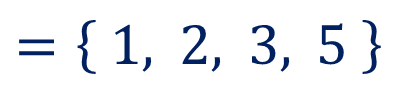 = { 1, 2, 3, 5 }